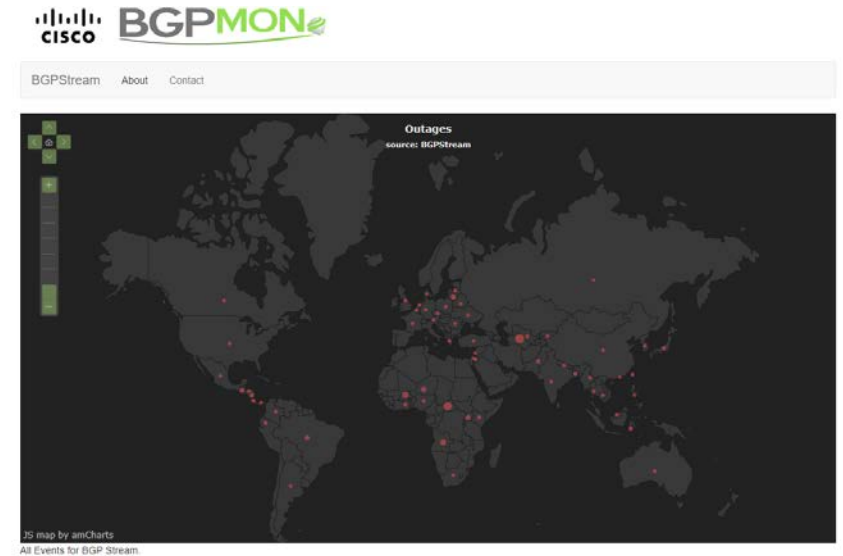 CISCO BGPMON
BGPStream About Contact
Outages
source: BGPStream
JS map by amCharts
All Events for BGP Stream.